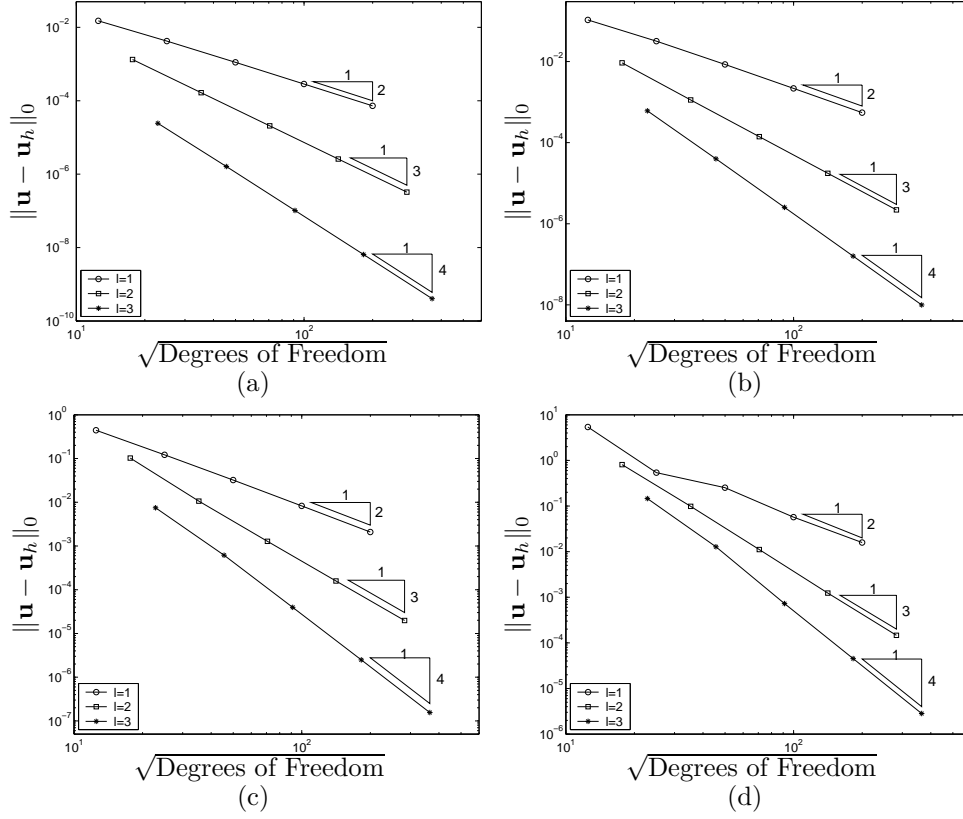 10^{-2}
10^{-4}
10^{-6}
10^{-8}
10^{-10}
‖u − u_h‖_0
1
2
1
3
1
4
l=1
l=2
l=3
10^1
10^2
√Degrees of Freedom
(a)
10^{-2}
10^{-4}
10^{-6}
10^{-8}
‖u − u_h‖_0
1
2
1
3
1
4
l=1
l=2
l=3
10^1
10^2
√Degrees of Freedom
(b)
10^0
10^{-1}
10^{-2}
10^{-3}
10^{-4}
10^{-5}
10^{-6}
10^{-7}
‖u − u_h‖_0
1
2
1
3
1
4
l=1
l=2
l=3
10^1
10^2
√Degrees of Freedom
(c)
10^1
10^0
10^{-1}
10^{-2}
10^{-3}
10^{-4}
10^{-5}
10^{-6}
‖u − u_h‖_0
1
2
1
3
1
4
l=1
l=2
l=3
10^1
10^2
√Degrees of Freedom
(d)